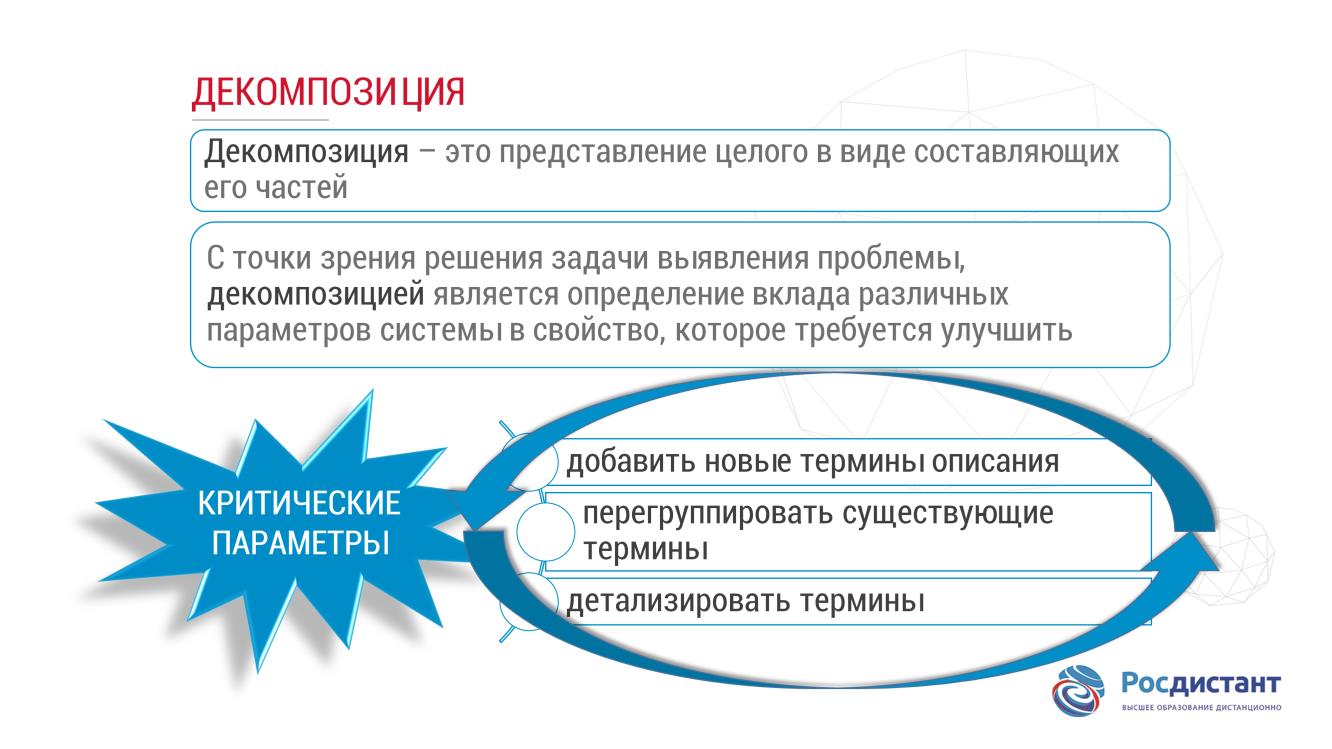 ДЕКОМПОЗИЦИЯ
Декомпозиция – это представление целого в виде составляющих
его частей
С точки зрения решения задачи выявления проблемы,
декомпозицией является определение вклада различных
параметров системы в свойство, которое требуется улучшить
КРИТИЧЕСКИЕ
ПАРАМЕТРЫ
добавить новые термины описания
перегруппировать существующие
термины
детализировать термины
Росдистант
ВЫСШЕЕ ОБРАЗОВАНИЕ ДИСТАНЦИОННО